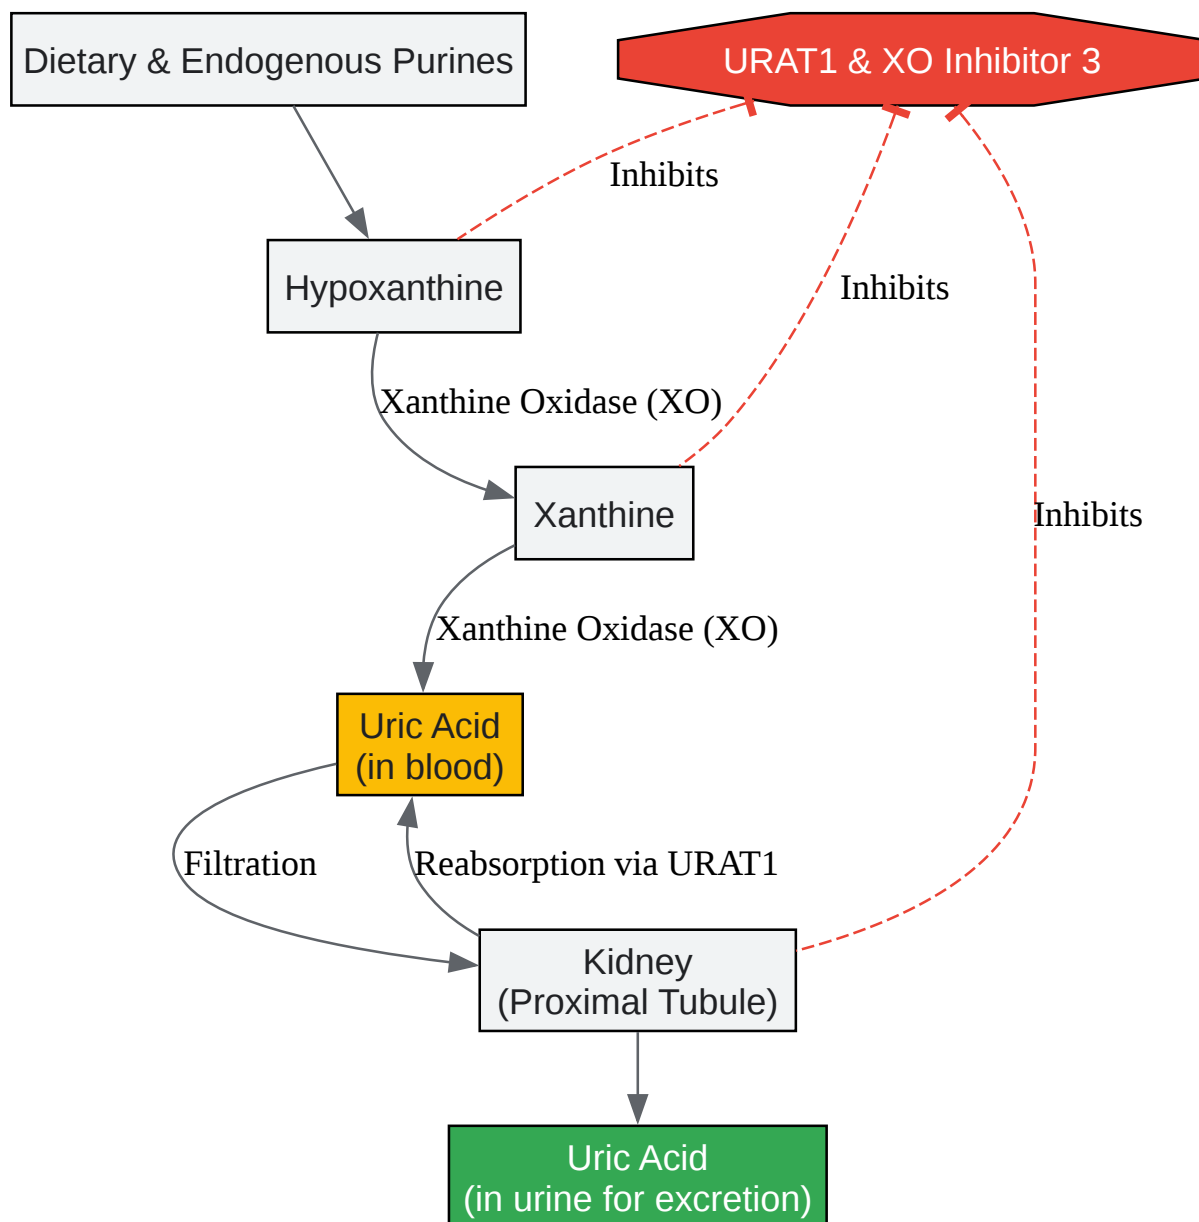 Dietary & Endogenous Purines
URAT1 & XO Inhibitor 3
Inhibits
Hypoxanthine
Inhibits
Xanthine Oxidase (XO)
Xanthine
Inhibits
Xanthine Oxidase (XO)
Uric Acid
(in blood)
Filtration
Reabsorption via URAT1
Kidney
(Proximal Tubule)
Uric Acid
(in urine for excretion)